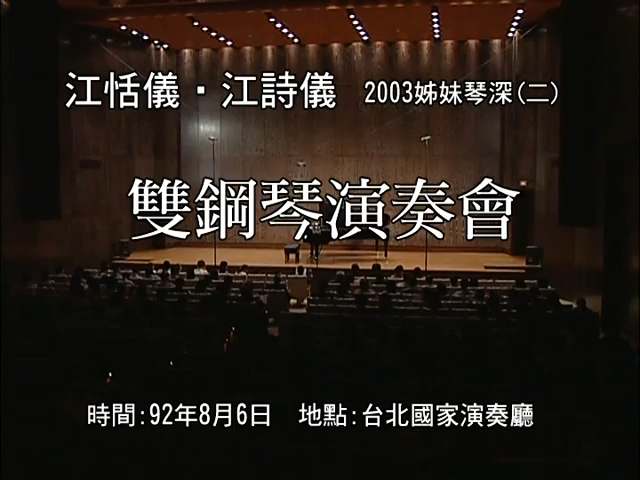 江恬儀·江詩儀 2003姊妹琴深(二)
雙鋼琴演奏會
時間:92年8月6日 地點:台北國家演奏廳